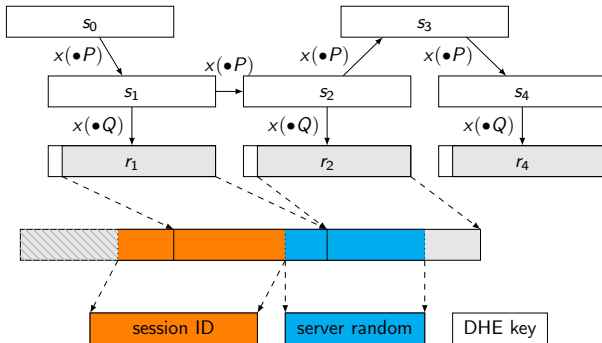 s₀ s₃
x(•P) x(•P) x(•P) x(•P)
s₁ s₂ s₄
x(•Q) x(•Q) x(•Q)
r₁ r₂ r₄
session ID server random DHE key